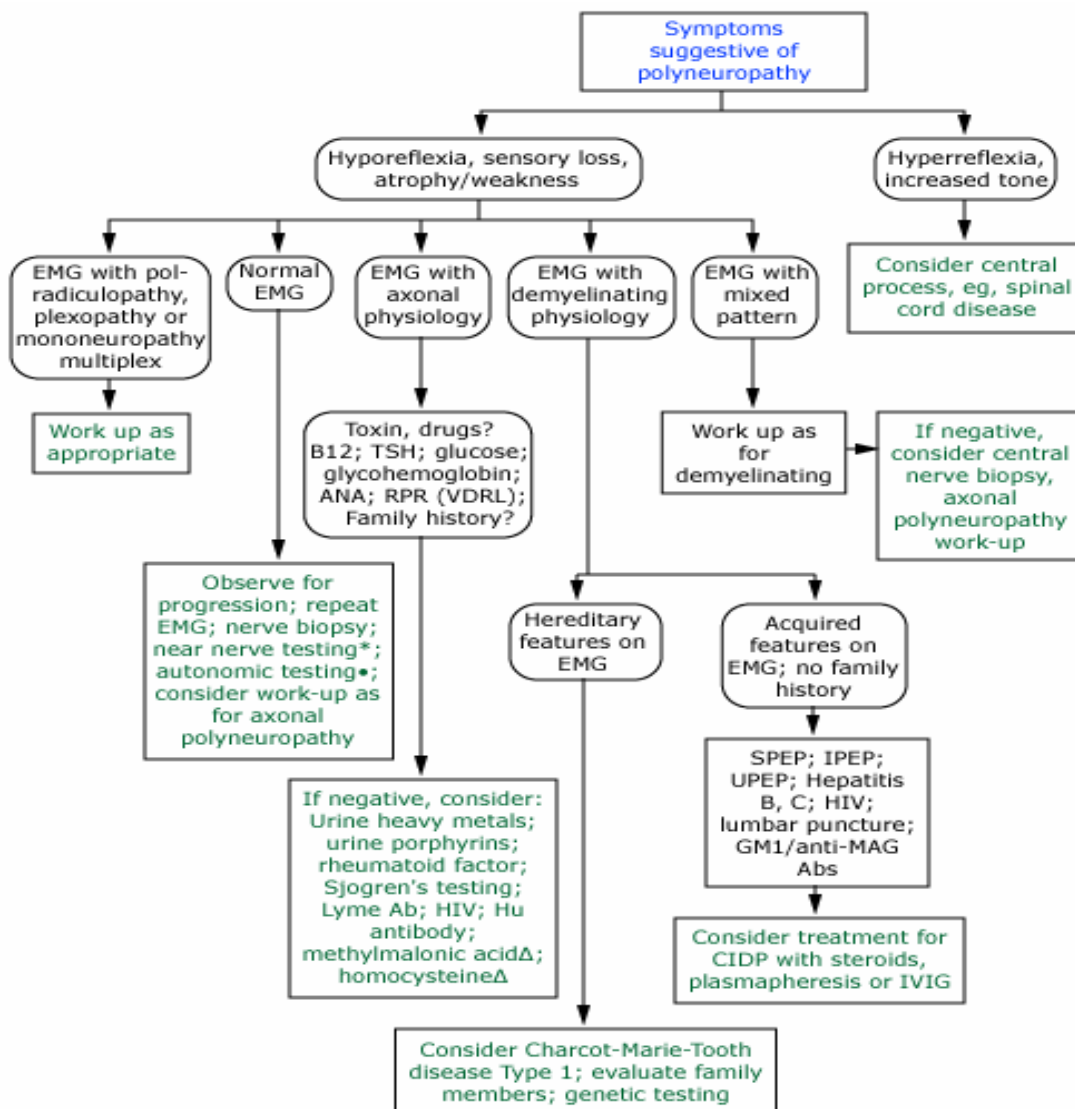 Symptoms
suggestive of
polyneuropathy
Hyporeflexia, sensory loss,
atrophy/weakness
Hyperreflexia,
increased tone
EMG with pol-
radiculopathy,
plexopathy or
mononeuropathy
multiplex
Normal
EMG
EMG with
axonal
physiology
EMG with
demyelinating
physiology
EMG with
mixed
pattern
Consider central
process, eg, spinal
cord disease
Work up as
appropriate
Toxin, drugs?
B12; TSH; glucose;
glycohemoglobin;
ANA; RPR (VDRL);
Family history?
Work up as
for
demyelinating
If negative,
consider central
nerve biopsy,
axonal
polyneuropathy
work-up
Observe for
progression; repeat
EMG; nerve biopsy;
near nerve testing*;
autonomic testing•;
consider work-up as
for axonal
polyneuropathy
Hereditary
features on
EMG
Acquired
features on
EMG; no family
history
If negative, consider:
Urine heavy metals;
urine porphyrins;
rheumatoid factor;
Sjogren's testing;
Lyme Ab; HIV; Hu
antibody;
methylmalonic acidΔ;
homocysteineΔ
SPEP; IPEP;
UPEP; Hepatitis
B, C; HIV;
lumbar puncture;
GM1/anti-MAG
Abs
Consider treatment for
CIDP with steroids,
plasmapheresis or IVIG
Consider Charcot-Marie-Tooth
disease Type 1; evaluate family
members; genetic testing